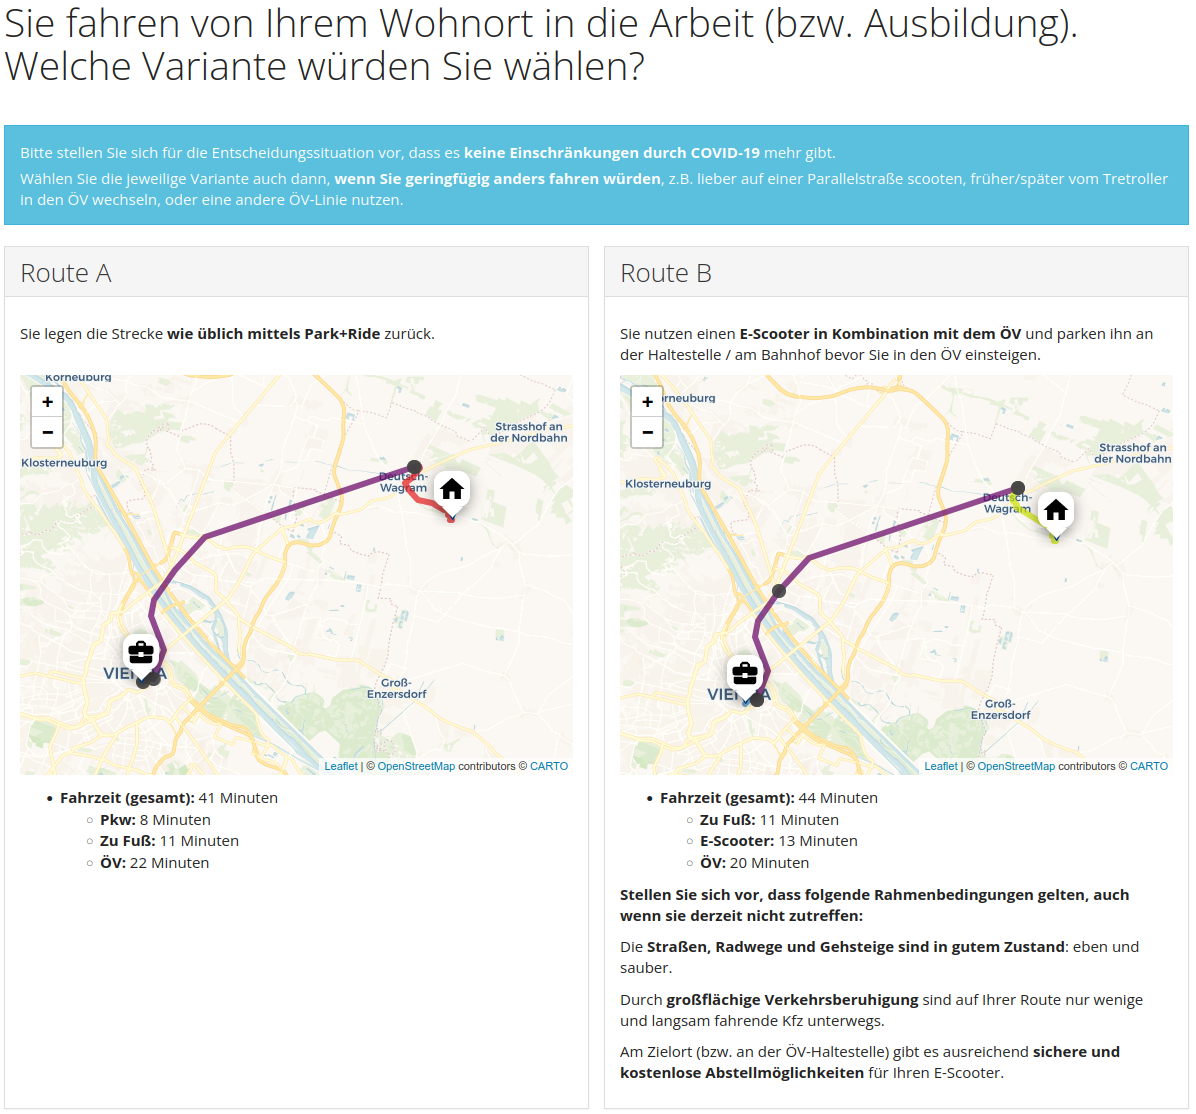 Sie fahren von Ihrem Wohnort in die Arbeit (bzw. Ausbildung).
Welche Variante würden Sie wählen?
Bitte stellen Sie sich für die Entscheidungssituation vor, dass es keine Einschränkungen durch COVID-19 mehr gibt.
Wählen Sie die jeweilige Variante auch dann, wenn Sie geringfügig anders fahren würden, z.B. lieber auf einer Parallelstraße scooten, früher/später vom Tretroller
in den ÖV wechseln, oder eine andere ÖV-Linie nutzen.
Route A
Sie legen die Strecke wie üblich mittels Park+Ride zurück.
Korneuburg
+
−
Strasshof an
der Nordbahn
Klosterneuburg
Deutsch-
Wagram
Groß-
Enzersdorf
Leaflet | © OpenStreetMap contributors © CARTO
• Fahrzeit (gesamt): 41 Minuten
○ Pkw: 8 Minuten
○ Zu Fuß: 11 Minuten
○ ÖV: 22 Minuten
Route B
Sie nutzen einen E-Scooter in Kombination mit dem ÖV und parken ihn an
der Haltestelle / am Bahnhof bevor Sie in den ÖV einsteigen.
+
−
orneuburg
Strasshof an
der Nordbahn
Klosterneuburg
Deutsch-
Wagram
Groß-
Enzersdorf
Leaflet | © OpenStreetMap contributors © CARTO
• Fahrzeit (gesamt): 44 Minuten
○ Zu Fuß: 11 Minuten
○ E-Scooter: 13 Minuten
○ ÖV: 20 Minuten
Stellen Sie sich vor, dass folgende Rahmenbedingungen gelten, auch
wenn sie derzeit nicht zutreffen:
Die Straßen, Radwege und Gehsteige sind in gutem Zustand: eben und
sauber.
Durch großflächige Verkehrsberuhigung sind auf Ihrer Route nur wenige
und langsam fahrende Kfz unterwegs.
Am Zielort (bzw. an der ÖV-Haltestelle) gibt es ausreichend sichere und
kostenlose Abstellmöglichkeiten für Ihren E-Scooter.